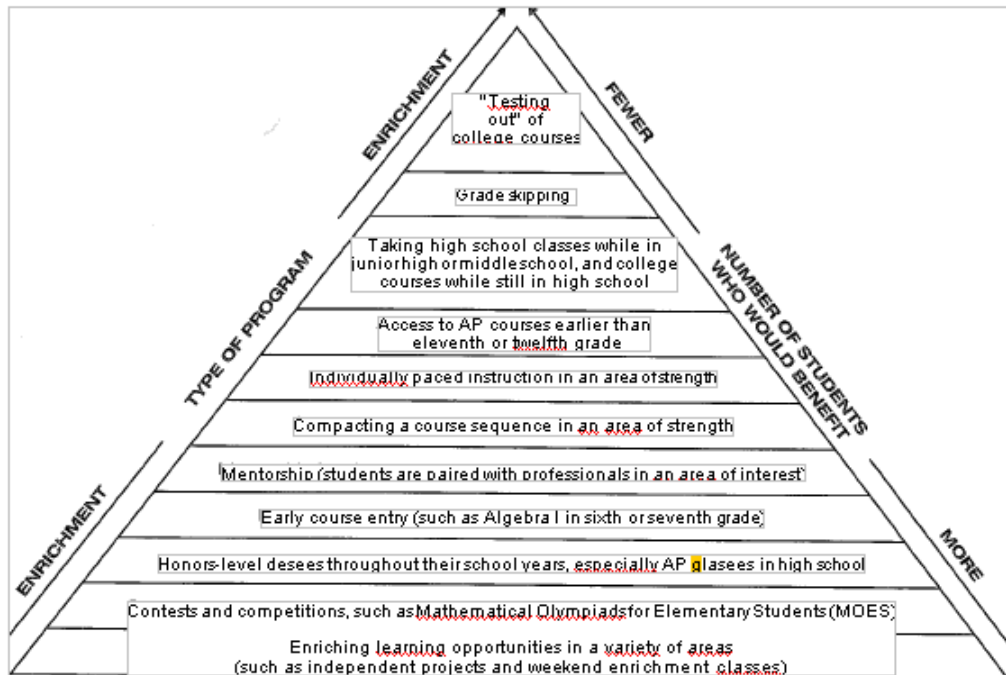 ENRICHMENT
FEWER
"Testing
out" of
college courses
Grade skipping
Taking high school classes while in
junior high or middle school, and college
courses while still in high school
TYPE OF PROGRAM
NUMBER OF STUDENTS
WHO WOULD BENEFIT
Access to AP courses earlier than
eleventh or twelfth grade
Individually paced instruction in an area of strength
Compacting a course sequence in an area of strength
Mentorship (students are paired with professionals in an area of interest)
ENRICHMENT
MORE
Early course entry (such as Algebra I in sixth or seventh grade)
Honors-level desees throughout their school years, especially AP glasees in high school
Contests and competitions, such as Mathematical Olympiads for Elementary Students (MOES)
Enriching learning opportunities in a variety of areas
(such as independent projects and weekend enrichment classes)